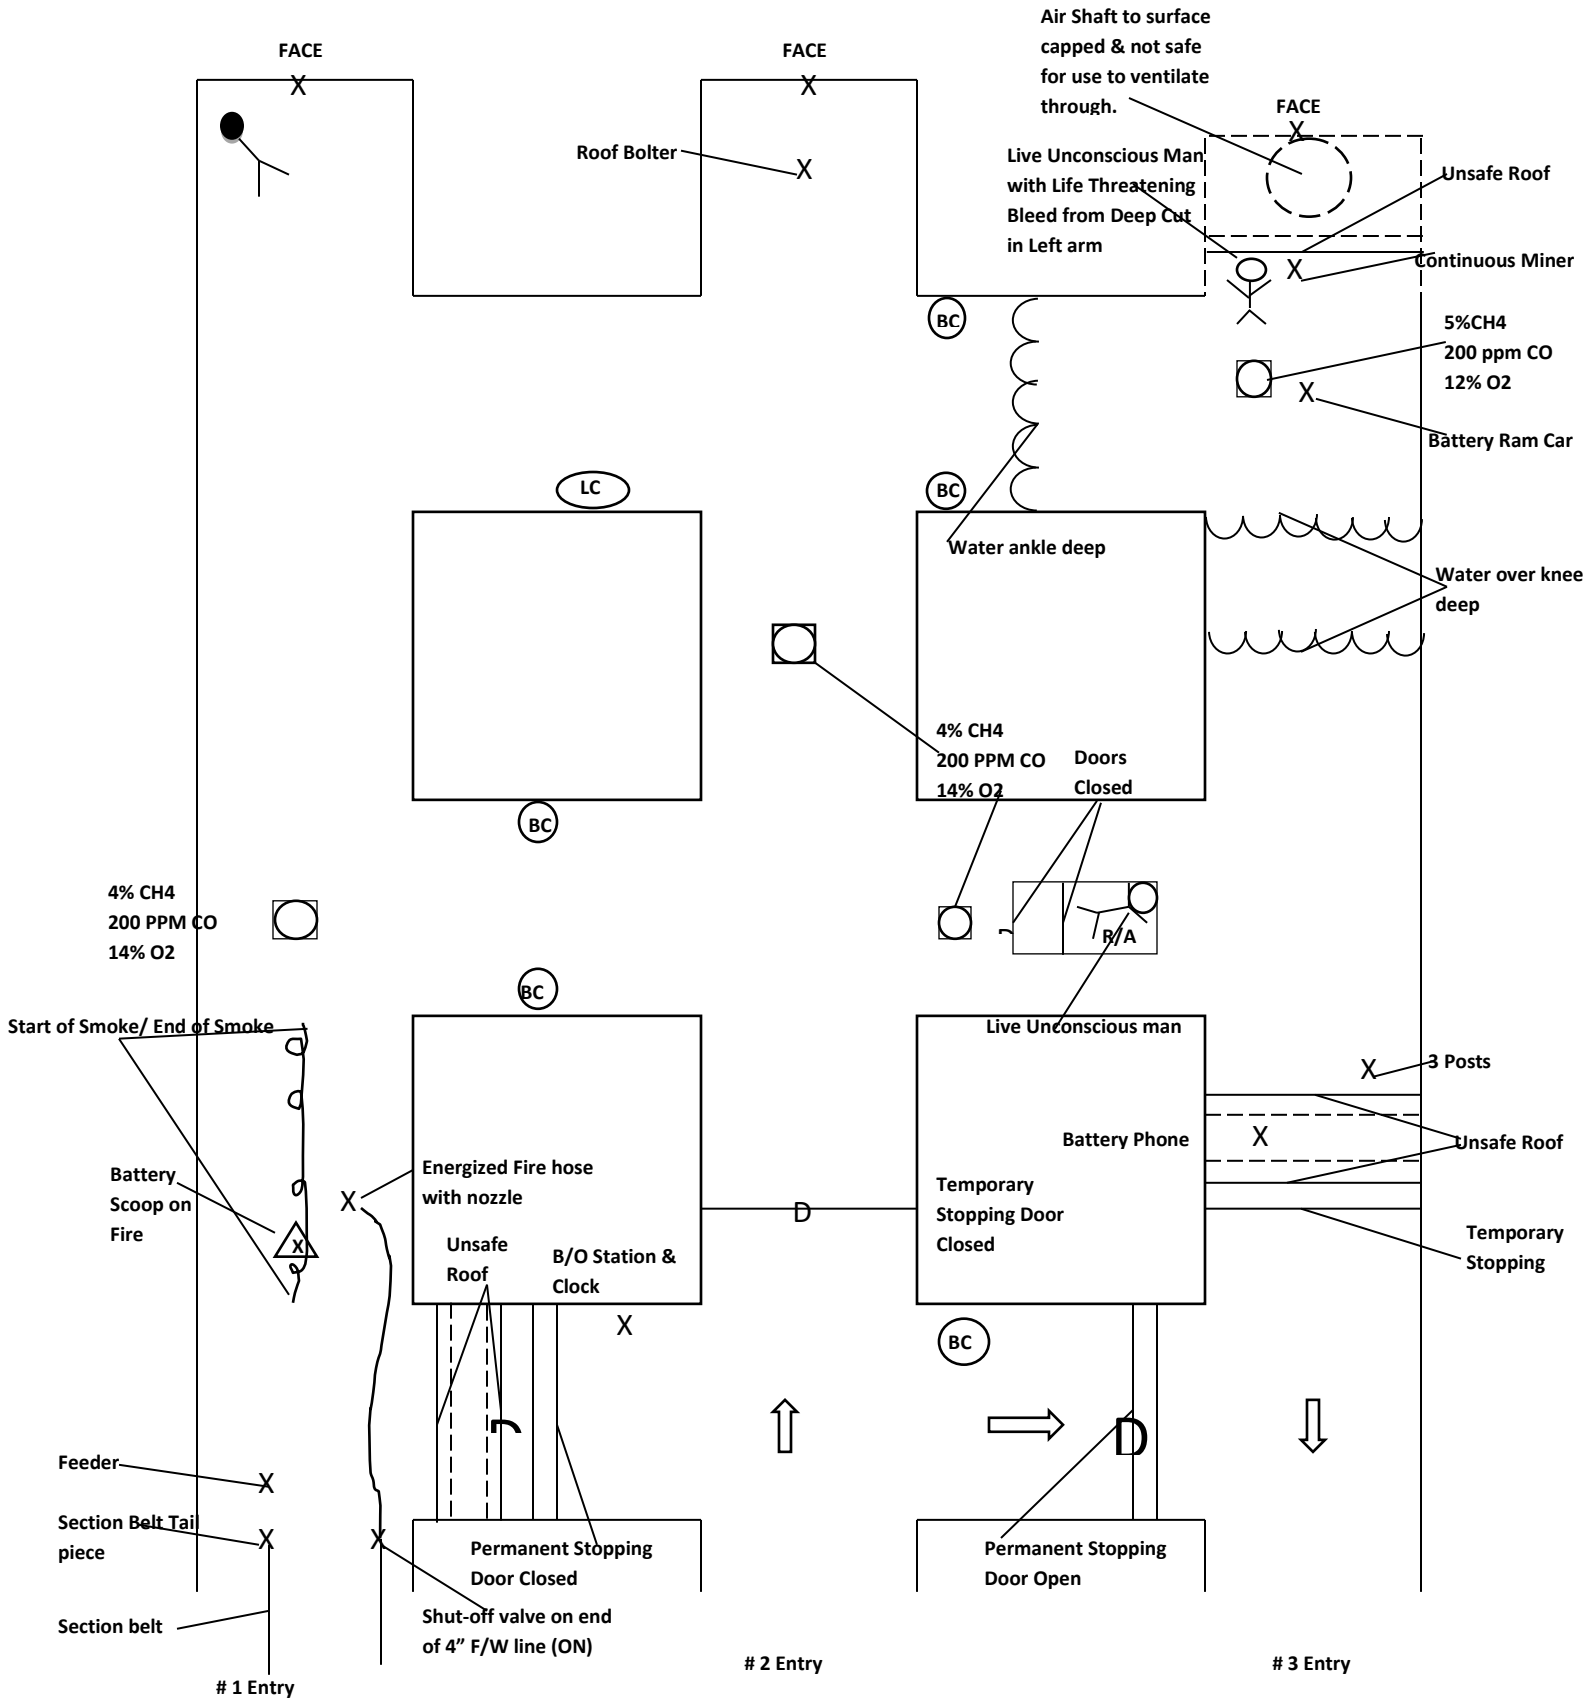 Air Shaft to surface
capped & not safe
for use to ventilate
through.
FACE
X
FACE
X
FACE
X
Roof Bolter
X
Live Unconscious Man
with Life Threatening
Bleed from Deep Cut
in Left arm
Unsafe Roof
Continuous Miner
X
BC
5%CH4
200 ppm CO
12% O2
X
Battery Ram Car
LC
BC
Water ankle deep
Water over knee
deep
4% CH4
200 PPM CO
14% O2
Doors
Closed
BC
4% CH4
200 PPM CO
14% O2
R/A
BC
Start of Smoke/ End of Smoke
Live Unconscious man
X
3 Posts
Battery Phone
X
Unsafe Roof
Battery
Scoop on
Fire
X
X
Energized Fire hose
with nozzle
D
Temporary
Stopping Door
Closed
Temporary
Stopping
Unsafe
Roof
B/O Station &
Clock
X
BC
D
D
Feeder
X
Section Belt Tail
piece
X
X
Permanent Stopping
Door Closed
Permanent Stopping
Door Open
Shut-off valve on end
of 4” F/W line (ON)
Section belt
# 1 Entry
# 2 Entry
# 3 Entry